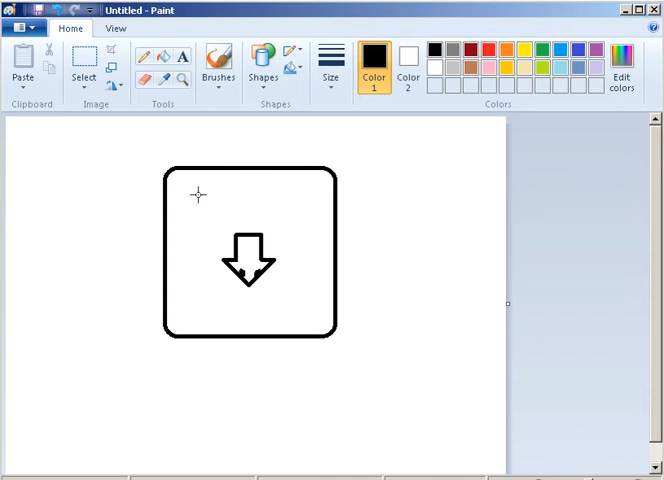 Untitled - Paint
Home View
Paste
Select
Brushes
Shapes
Size
Color 1
Color 2
Edit colors
Clipboard
Image
Tools
Shapes
Colors